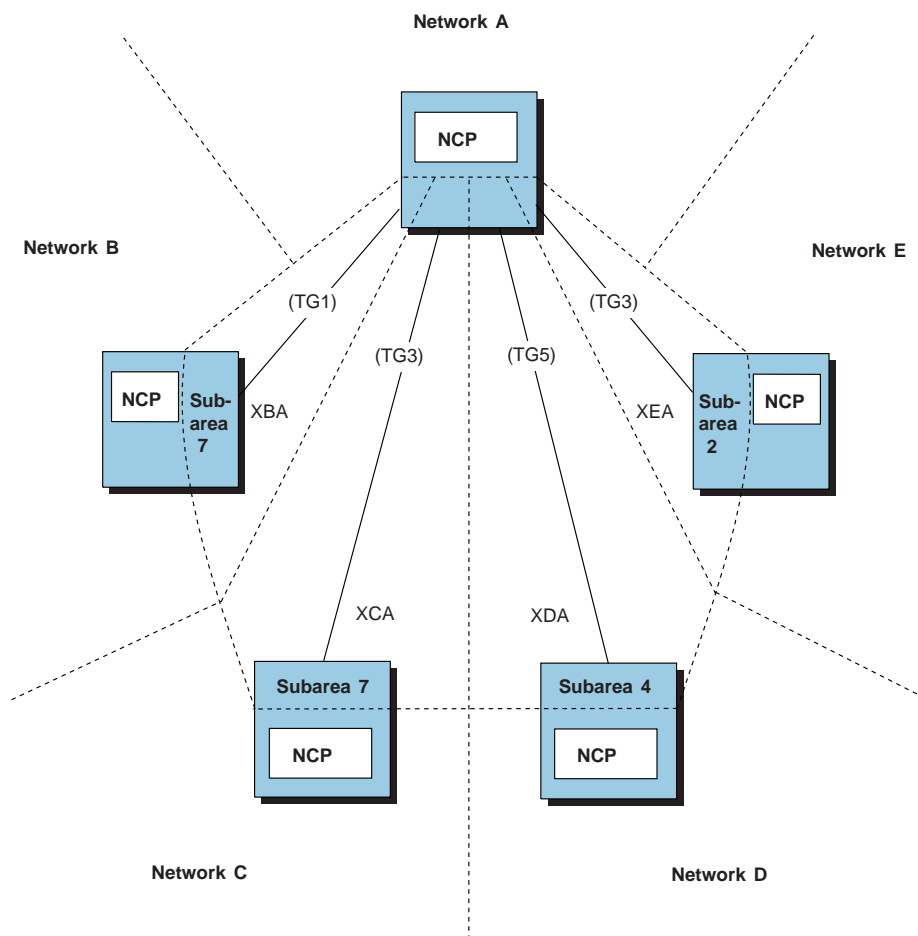 Network A
NCP
Network B
Network E
(TG1)
(TG3)
(TG3)
(TG5)
NCP
Sub-
area
7
XBA
XEA
Sub-
area
2
NCP
XCA
XDA
Subarea 7
Subarea 4
NCP
NCP
Network C
Network D